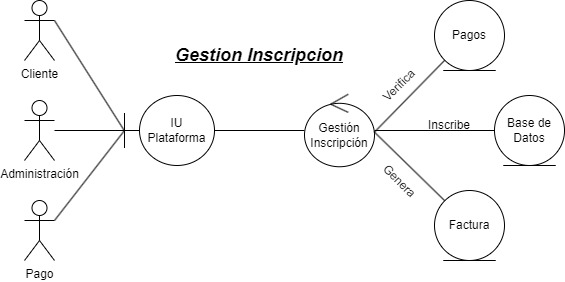 Gestion Inscripcion
Cliente
Administración
Pago
IU
Plataforma
Gestión
Inscripción
Verifica
Inscribe
Genera
Pagos
Base de
Datos
Factura